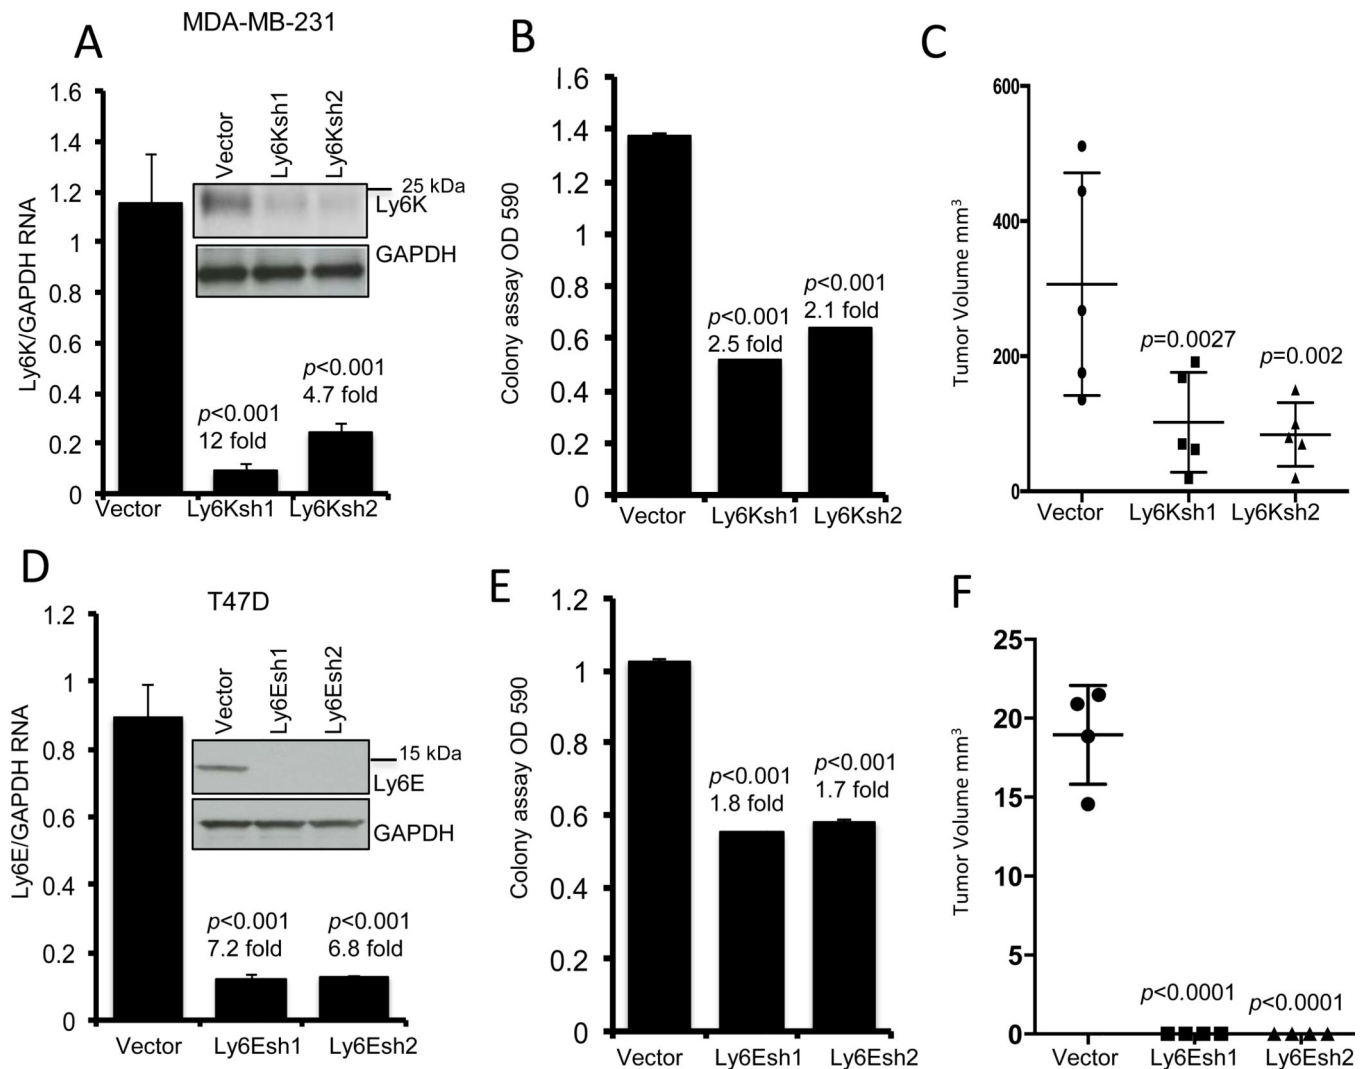 MDA-MB-231
A
Ly6K/GAPDH RNA
1.6
1.4
1.2
1
0.8
0.6
0.4
0.2
0
Vector
Ly6Ksh1
Ly6Ksh2
25 kDa
Ly6K
GAPDH
p<0.001
12 fold
p<0.001
4.7 fold
Vector
Ly6Ksh1
Ly6Ksh2
B
Colony assay OD 590
1.6
1.4
1.2
1
0.8
0.6
0.4
0.2
0
p<0.001
2.5 fold
p<0.001
2.1 fold
Vector
Ly6Ksh1
Ly6Ksh2
C
Tumor Volume mm³
600
400
200
0
p=0.0027
p=0.002
Vector
Ly6Ksh1
Ly6Ksh2
D
T47D
Ly6E/GAPDH RNA
1.2
1
0.8
0.6
0.4
0.2
0
Vector
Ly6Esh1
Ly6Esh2
15 kDa
Ly6E
GAPDH
p<0.001
7.2 fold
p<0.001
6.8 fold
Vector
Ly6Esh1
Ly6Esh2
E
Colony assay OD 590
1.2
1
0.8
0.6
0.4
0.2
0
p<0.001
1.8 fold
p<0.001
1.7 fold
Vector
Ly6Esh1
Ly6Esh2
F
Tumor Volume mm³
25
20
15
10
5
0
p<0.0001
p<0.0001
Vector
Ly6Esh1
Ly6Esh2